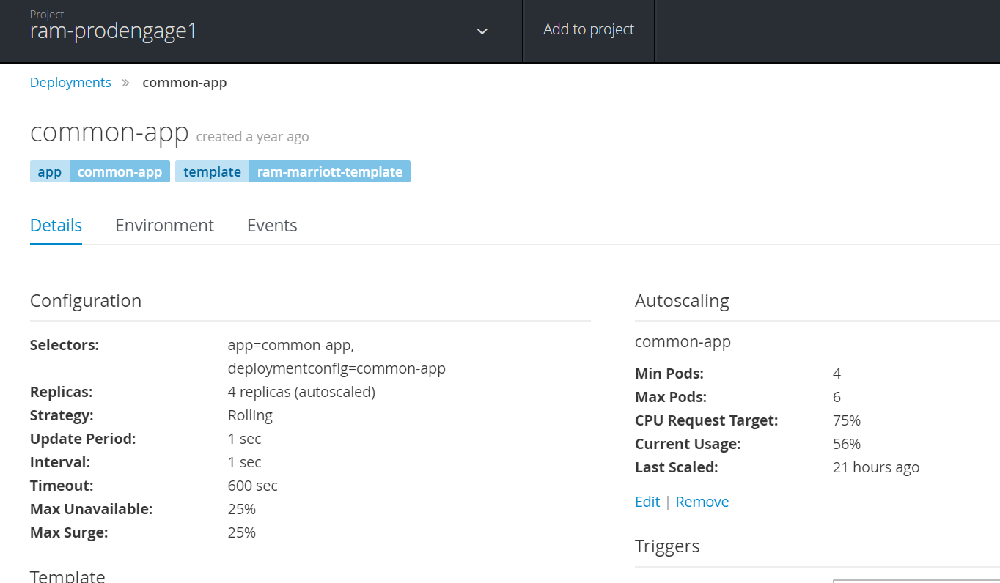 Project
ram-prodengage1
Add to project
Deployments » common-app
common-app created a year ago
app common-app template ram-marriott-template
Details Environment Events
Configuration
Selectors: app=common-app,
deploymentconfig=common-app
Replicas: 4 replicas (autoscaled)
Strategy: Rolling
Update Period: 1 sec
Interval: 1 sec
Timeout: 600 sec
Max Unavailable: 25%
Max Surge: 25%
Template
Autoscaling
common-app
Min Pods: 4
Max Pods: 6
CPU Request Target: 75%
Current Usage: 56%
Last Scaled: 21 hours ago
Edit | Remove
Triggers